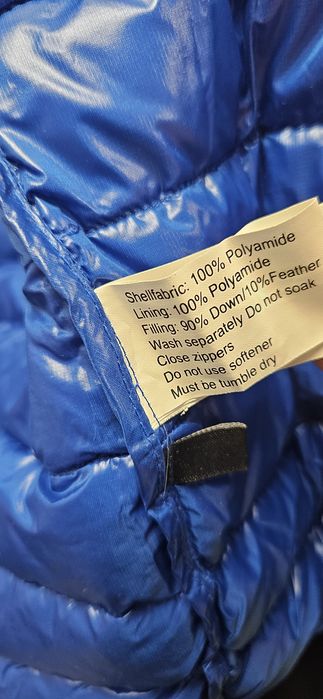 Shellfabric: 100% Polyamide
Lining: 100% Polyamide
Filling: 90% Down/10%Feather
Wash separately Do not soak
Close zippers
Do not use softener
Must be tumble dry